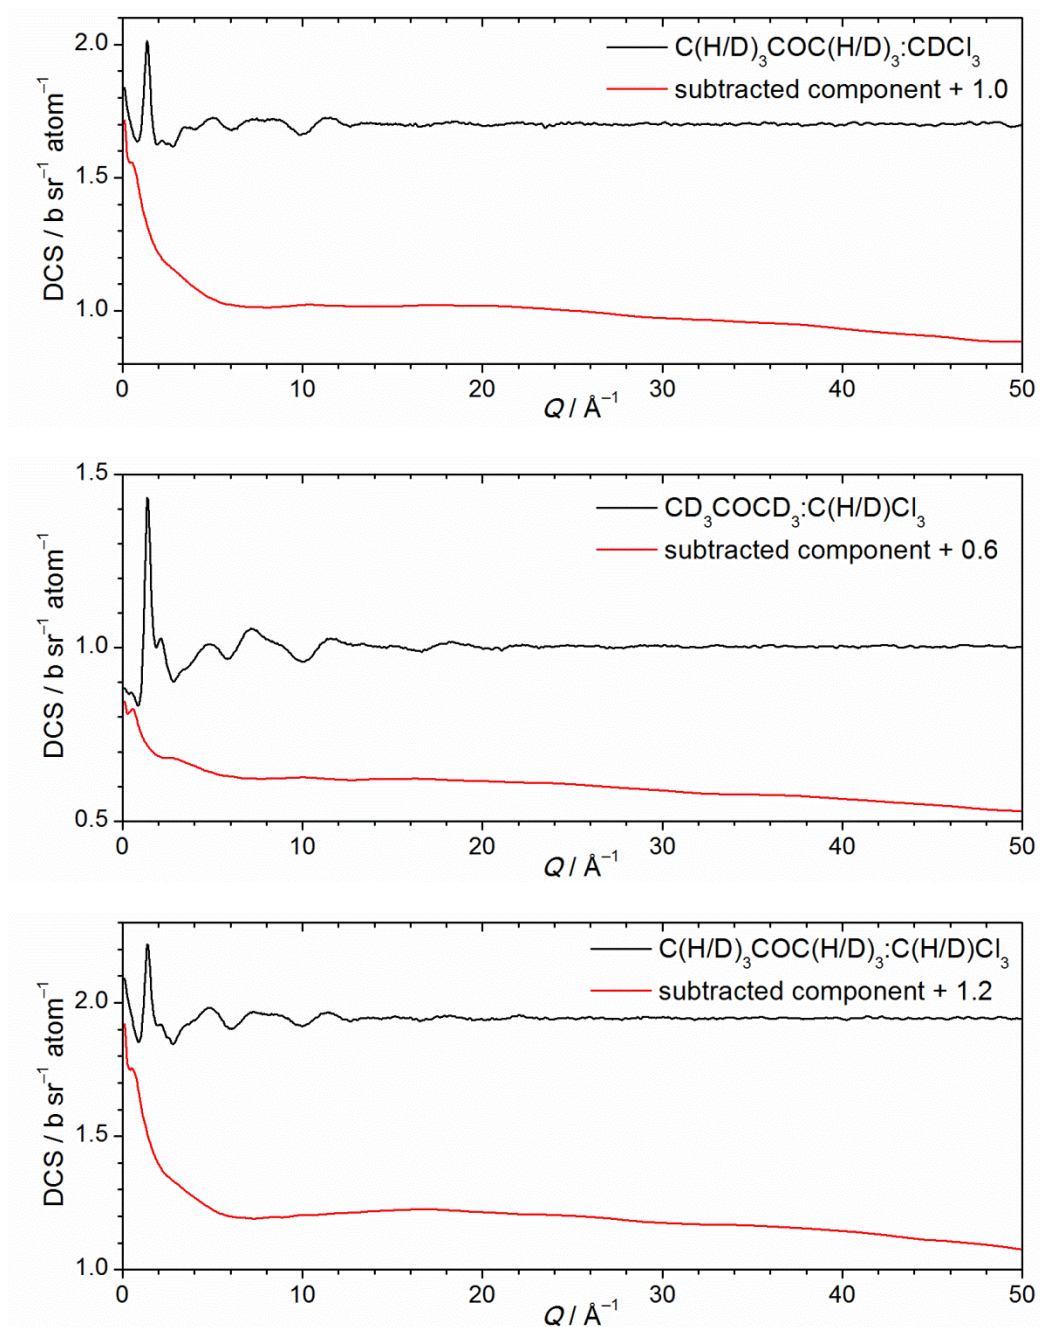 2.0
1.5
1.0
DCS / b sr⁻¹ atom⁻¹
C(H/D)₃COC(H/D)₃:CDCl₃
subtracted component + 1.0
0 10 20 30 40 50
Q / Å⁻¹
1.5
1.0
0.5
DCS / b sr⁻¹ atom⁻¹
CD₃COCD₃:C(H/D)Cl₃
subtracted component + 0.6
0 10 20 30 40 50
Q / Å⁻¹
2.0
1.5
1.0
DCS / b sr⁻¹ atom⁻¹
C(H/D)₃COC(H/D)₃:C(H/D)Cl₃
subtracted component + 1.2
0 10 20 30 40 50
Q / Å⁻¹